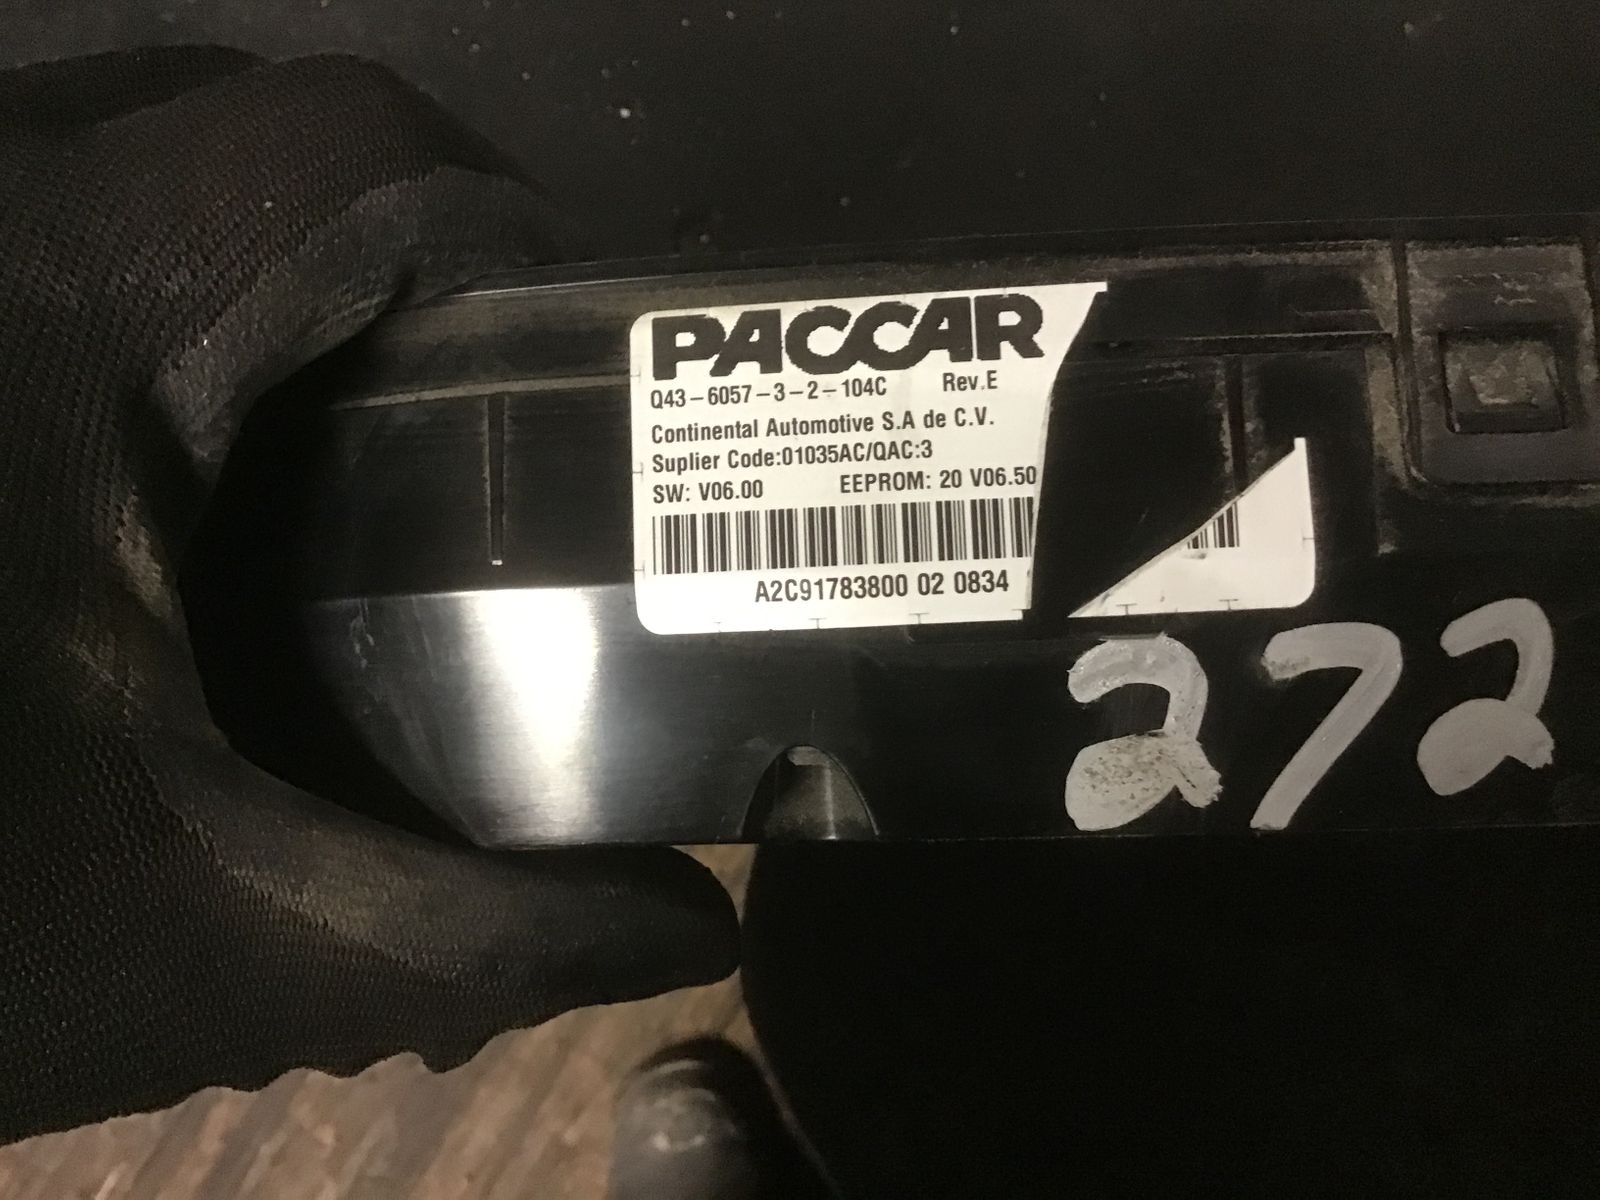 PACCAR
Q43-6057-3-2-104C Rev.E
Continental Automotive S.A de C.V.
Suplier Code:01035AC/QAC:3
SW: V06.00 EEPROM: 20 V06.50
A2C91783800 02 0834
272